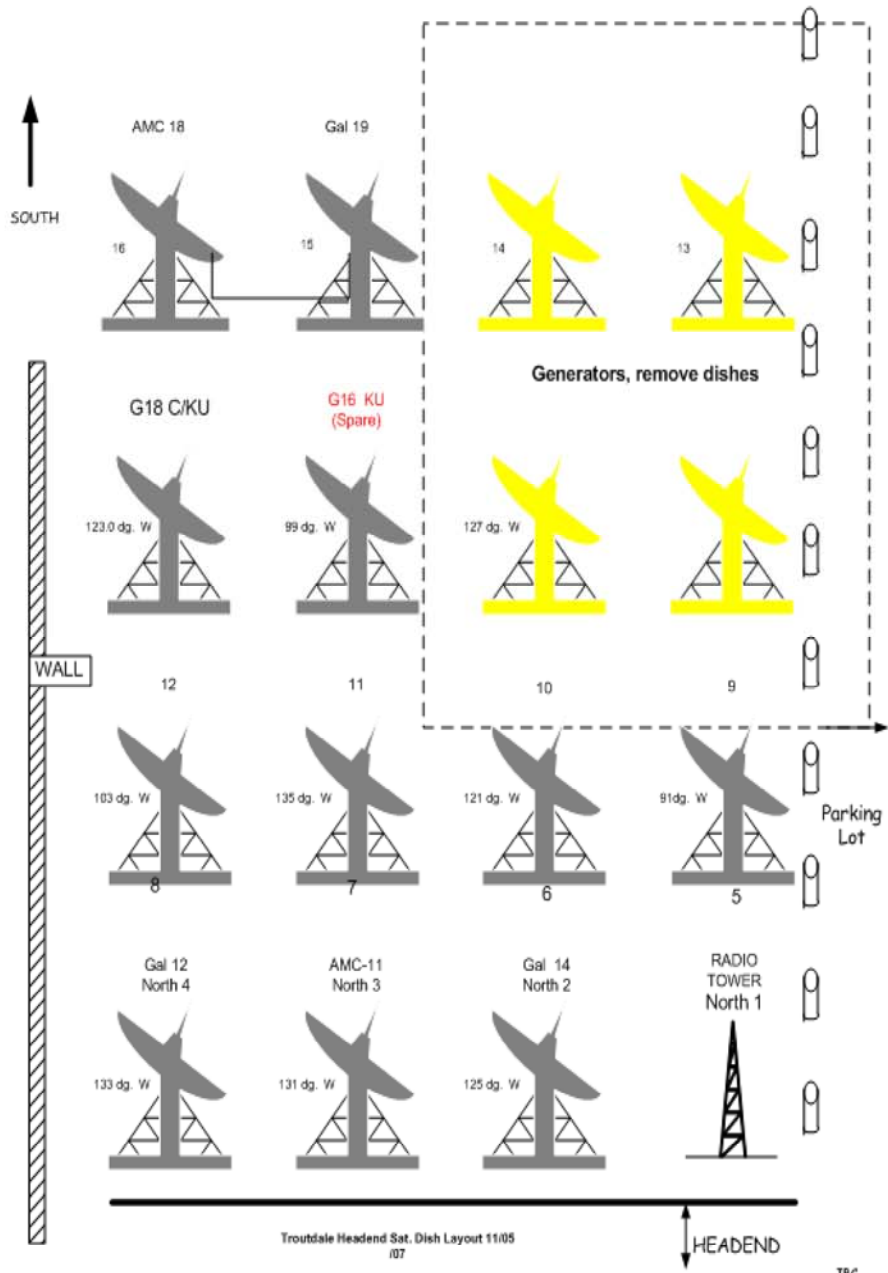 AMC 18
Gal 19
SOUTH
16
15
14
13
Generators, remove dishes
G18 C/KU
G16 KU
(Spare)
123.0 dg. W
99 dg. W
127 dg. W
WALL
12
11
10
9
103 dg. W
135 dg. W
121 dg. W
91dg. W
Parking
Lot
8
7
6
5
Gal 12
North 4
AMC-11
North 3
Gal 14
North 2
RADIO
TOWER
North 1
133 dg. W
131 dg. W
125 dg. W
Troutdale Headend Sat. Dish Layout 11/05
/07
HEADEND